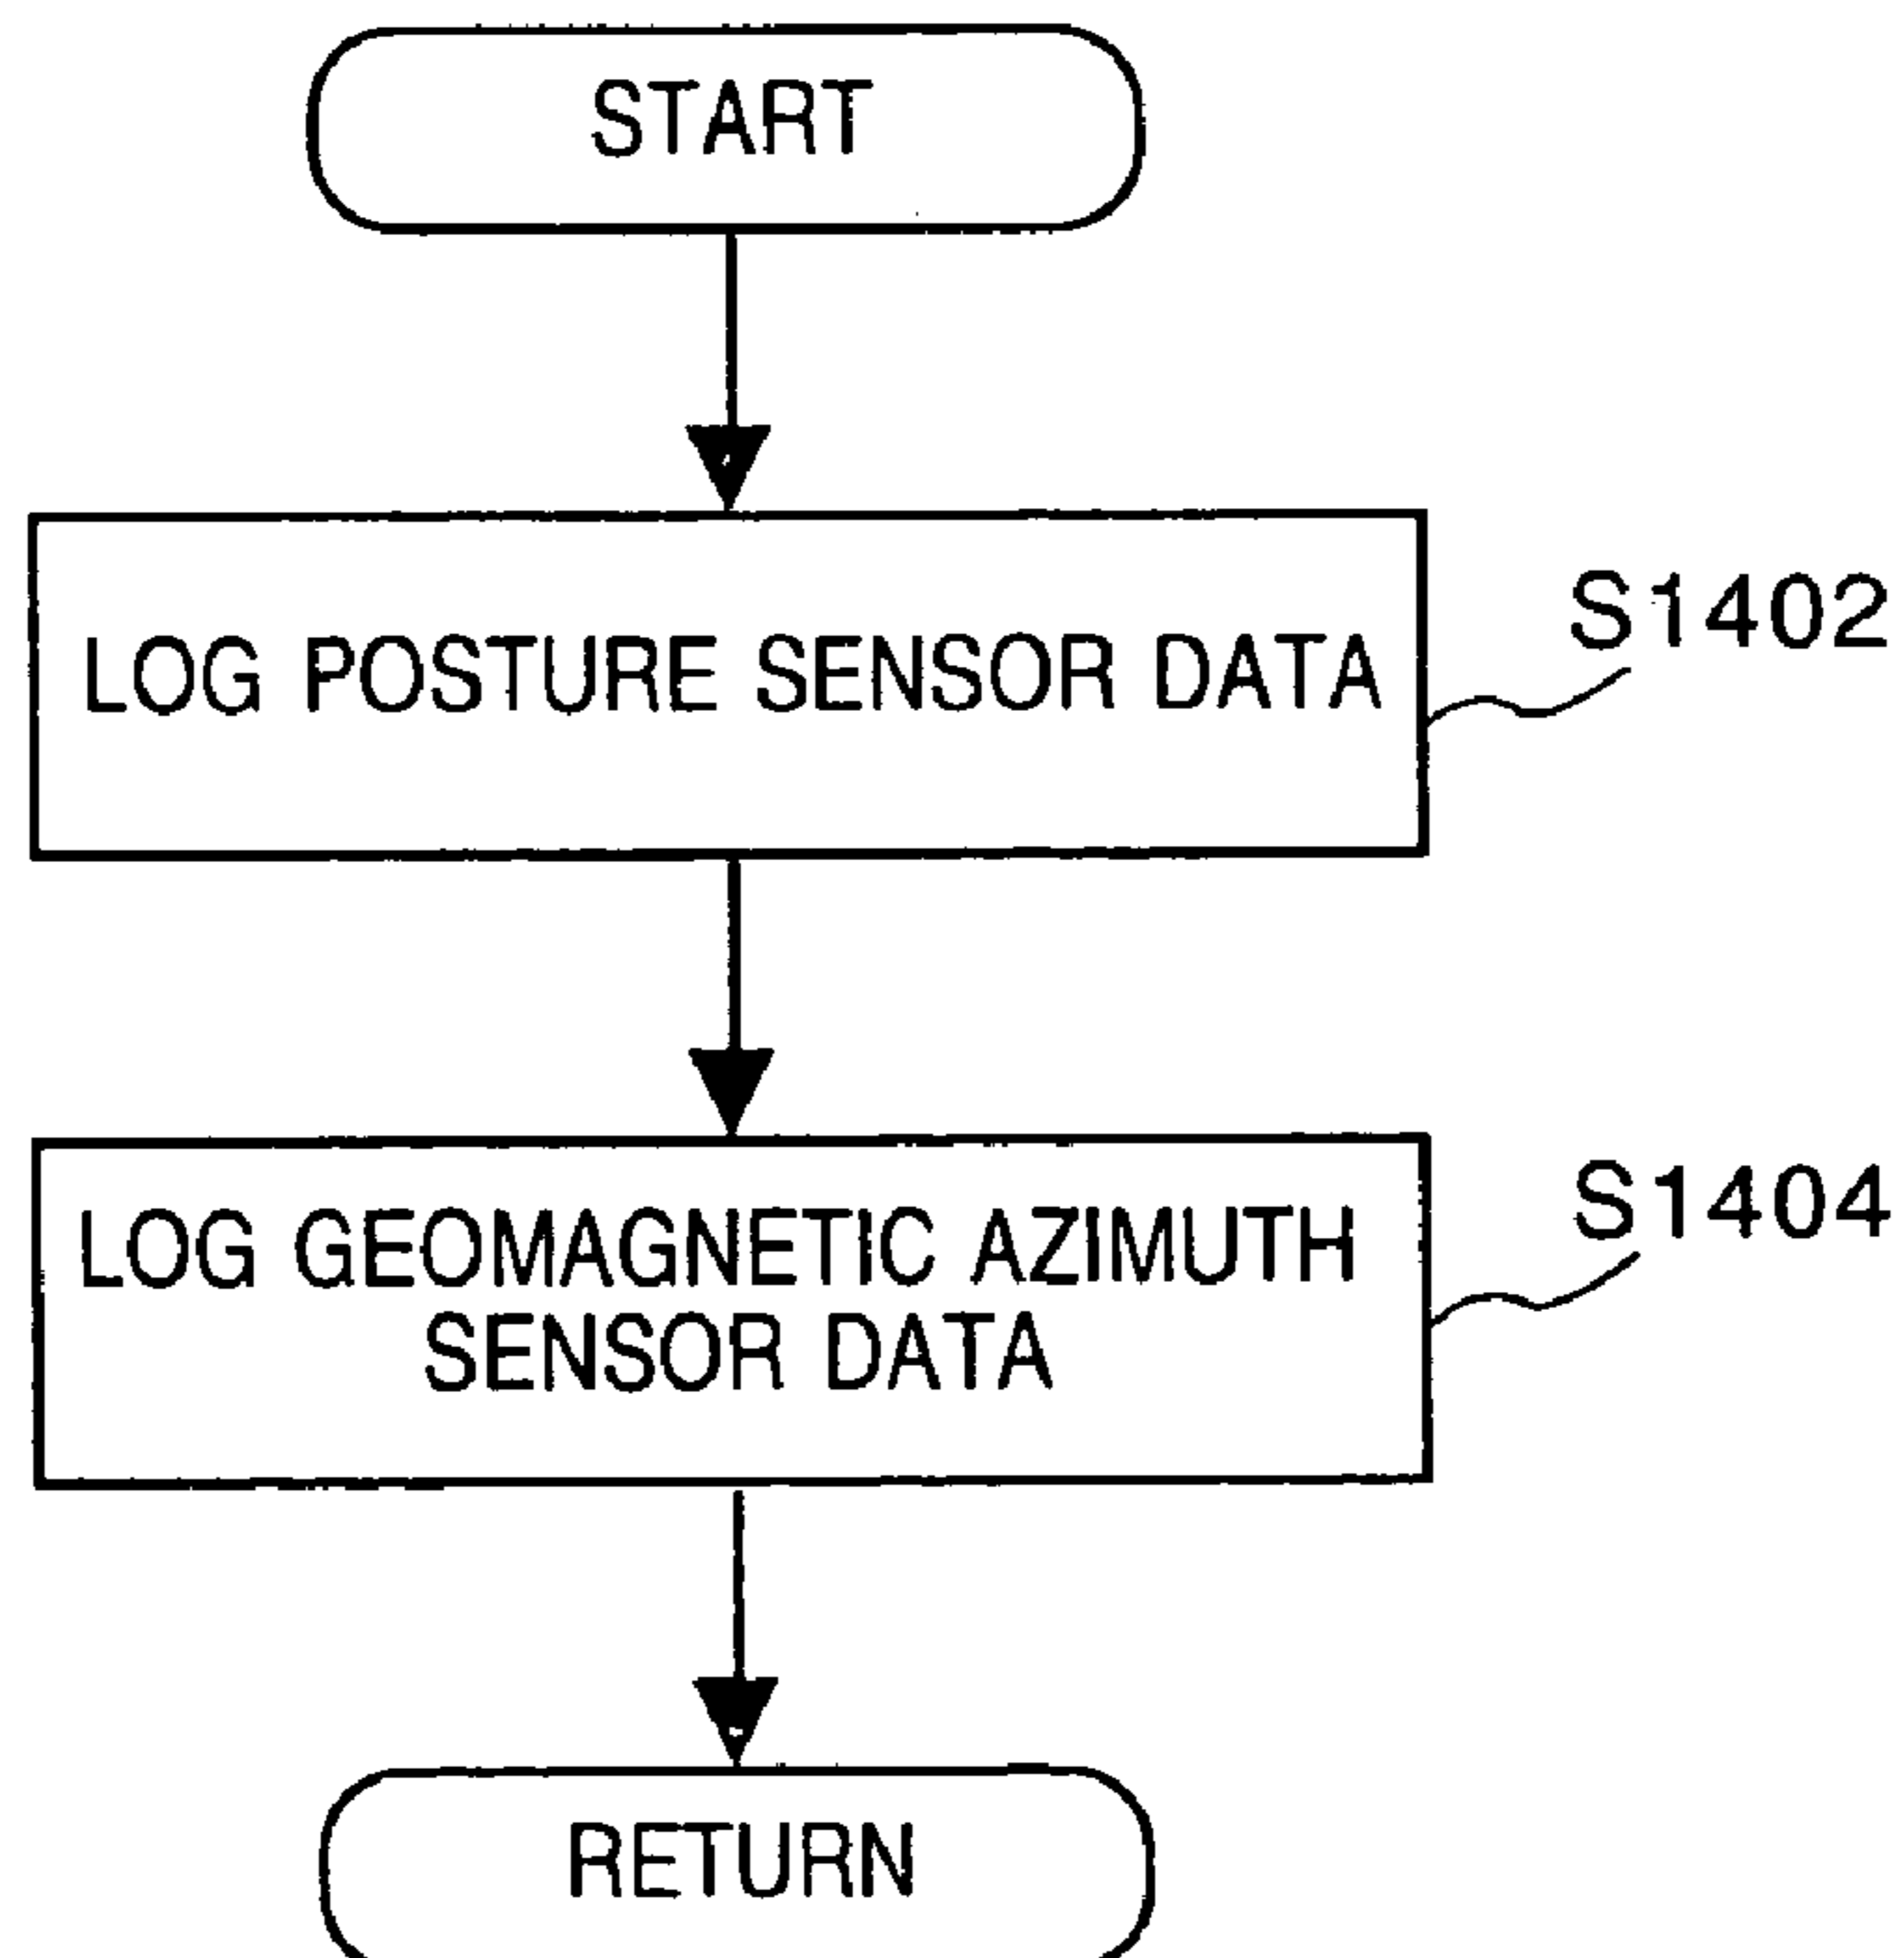 START
LOG POSTURE SENSOR DATA
S1402
LOG GEOMAGNETIC AZIMUTH
SENSOR DATA
S1404
RETURN